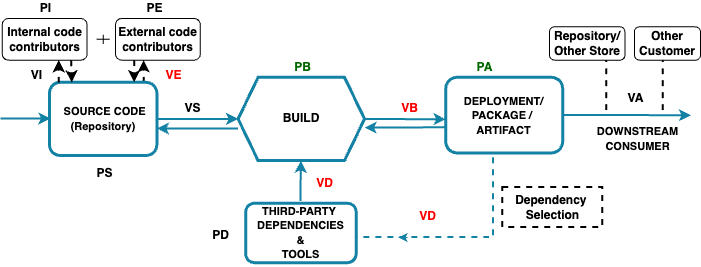 PI
PE
Internal code
contributors
+
External code
contributors
Repository/
Other Store
Other
Customer
VI
VE
PB
PA
SOURCE CODE
(Repository)
VS
BUILD
VB
DEPLOYMENT/
PACKAGE /
ARTIFACT
VA
DOWNSTREAM
CONSUMER
PS
VD
THIRD-PARTY
DEPENDENCIES
&
TOOLS
PD
VD
Dependency
Selection